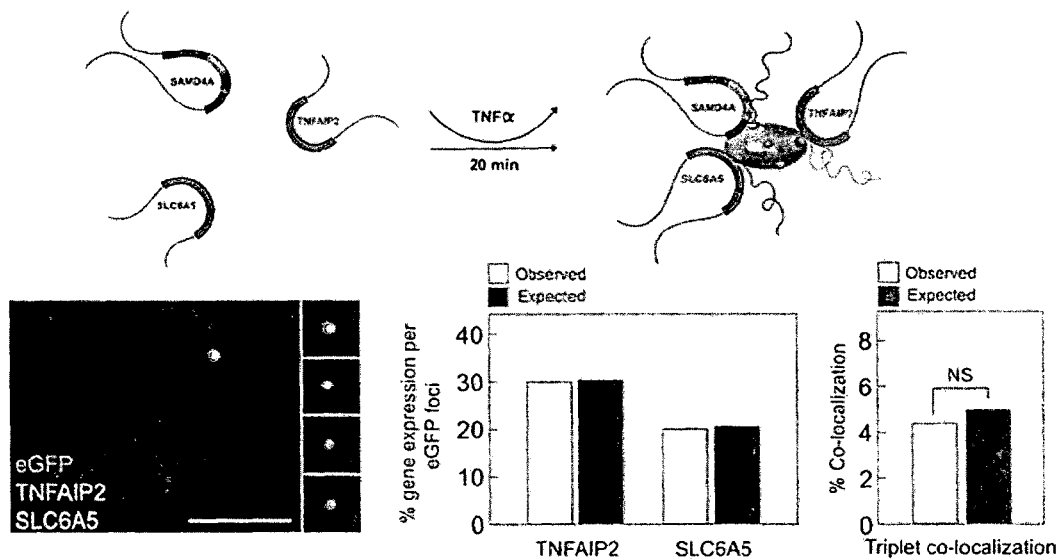 SAMD4A
TNFAIP2
SLC6A5
TNFα
20 min
SAMD4A
TNFAIP2
SLC6A5
eGFP
TNFAIP2
SLC6A5
Observed
Expected
% gene expression per
eGFP foci
40
30
20
10
0
TNFAIP2
SLC6A5
Observed
Expected
% Co-localization
8
6
4
2
0
NS
Triplet co-localization